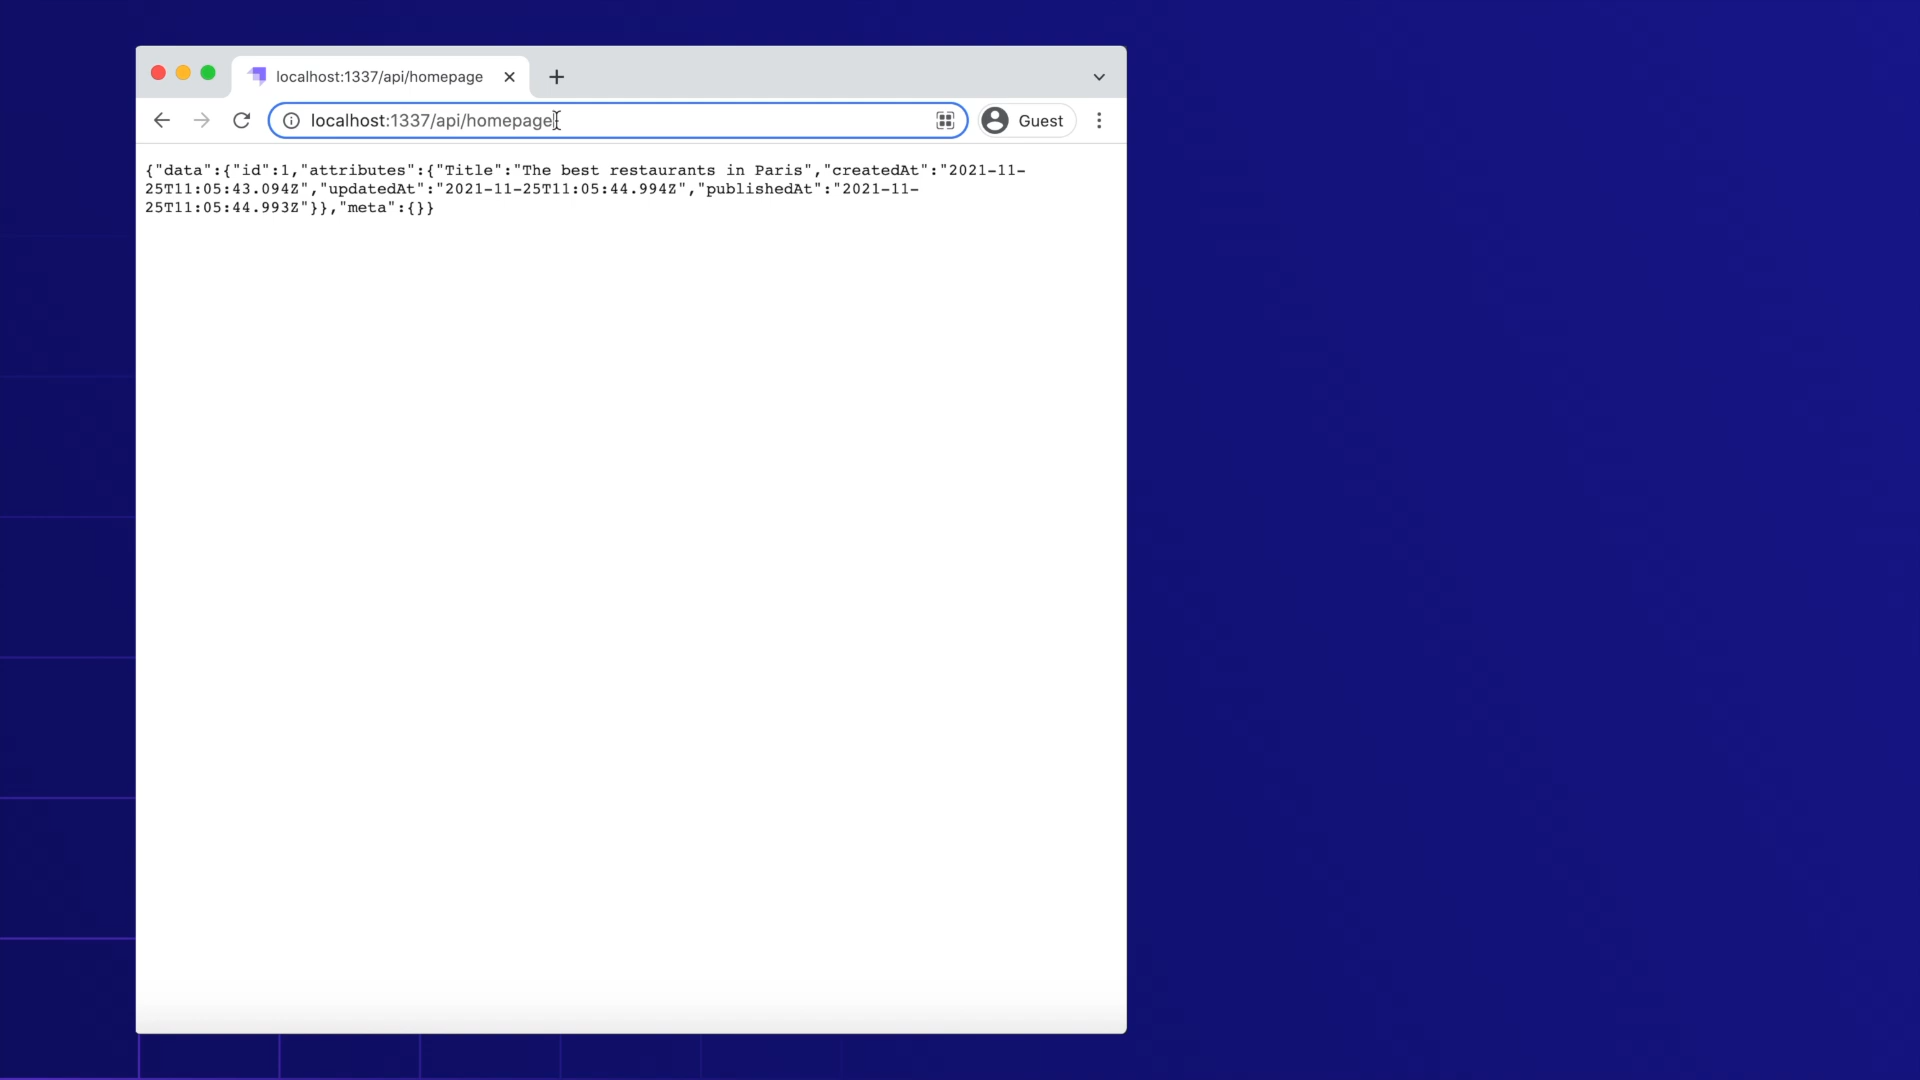 localhost:1337/api/homepage
localhost:1337/api/homepage
Guest
{"data":{"id":1,"attributes":{"Title":"The best restaurants in Paris","createdAt":"2021-11-
25T11:05:43.094Z","updatedAt":"2021-11-25T11:05:44.994Z","publishedAt":"2021-11-
25T11:05:44.993Z"}},"meta":{}}